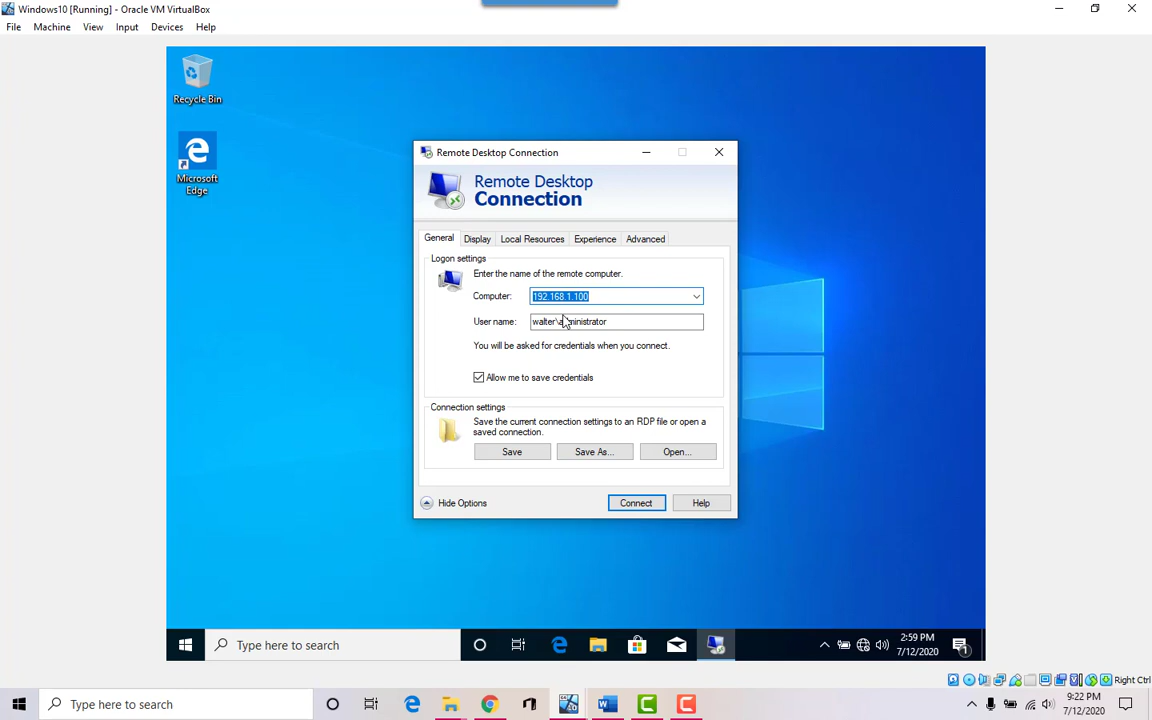 Windows10 [Running] - Oracle VM VirtualBox
File Machine View Input Devices Help
Recycle Bin
Microsoft
Edge
Remote Desktop Connection
Remote Desktop
Connection
General Display Local Resources Experience Advanced
Logon settings
Enter the name of the remote computer.
Computer: 192.168.1.100
User name: walter\administrator
You will be asked for credentials when you connect.
Allow me to save credentials
Connection settings
Save the current connection settings to an RDP file or open a
saved connection.
Save Save As... Open...
Hide Options Connect Help
Type here to search
2:59 PM
7/12/2020
1
Right Ctrl
Type here to search
9:22 PM
7/12/2020